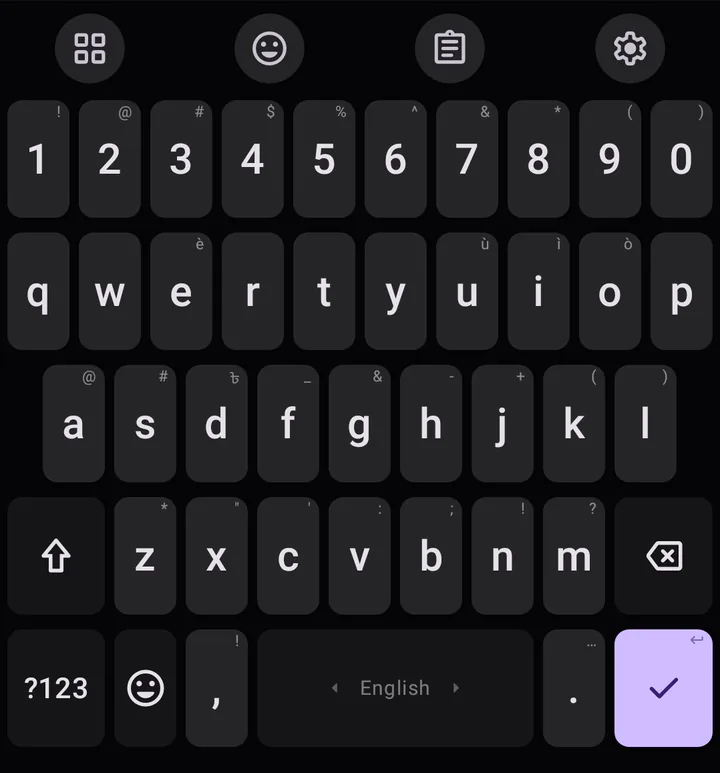 ! @ # $ % ^ & * ( )
1 2 3 4 5 6 7 8 9 0
è ù ì ò
q w e r t y u i o p
@ # _ & - + ( )
a s d f g h j k l
* " ' : ; ! ?
z x c v b n m
! …
?123 , English .